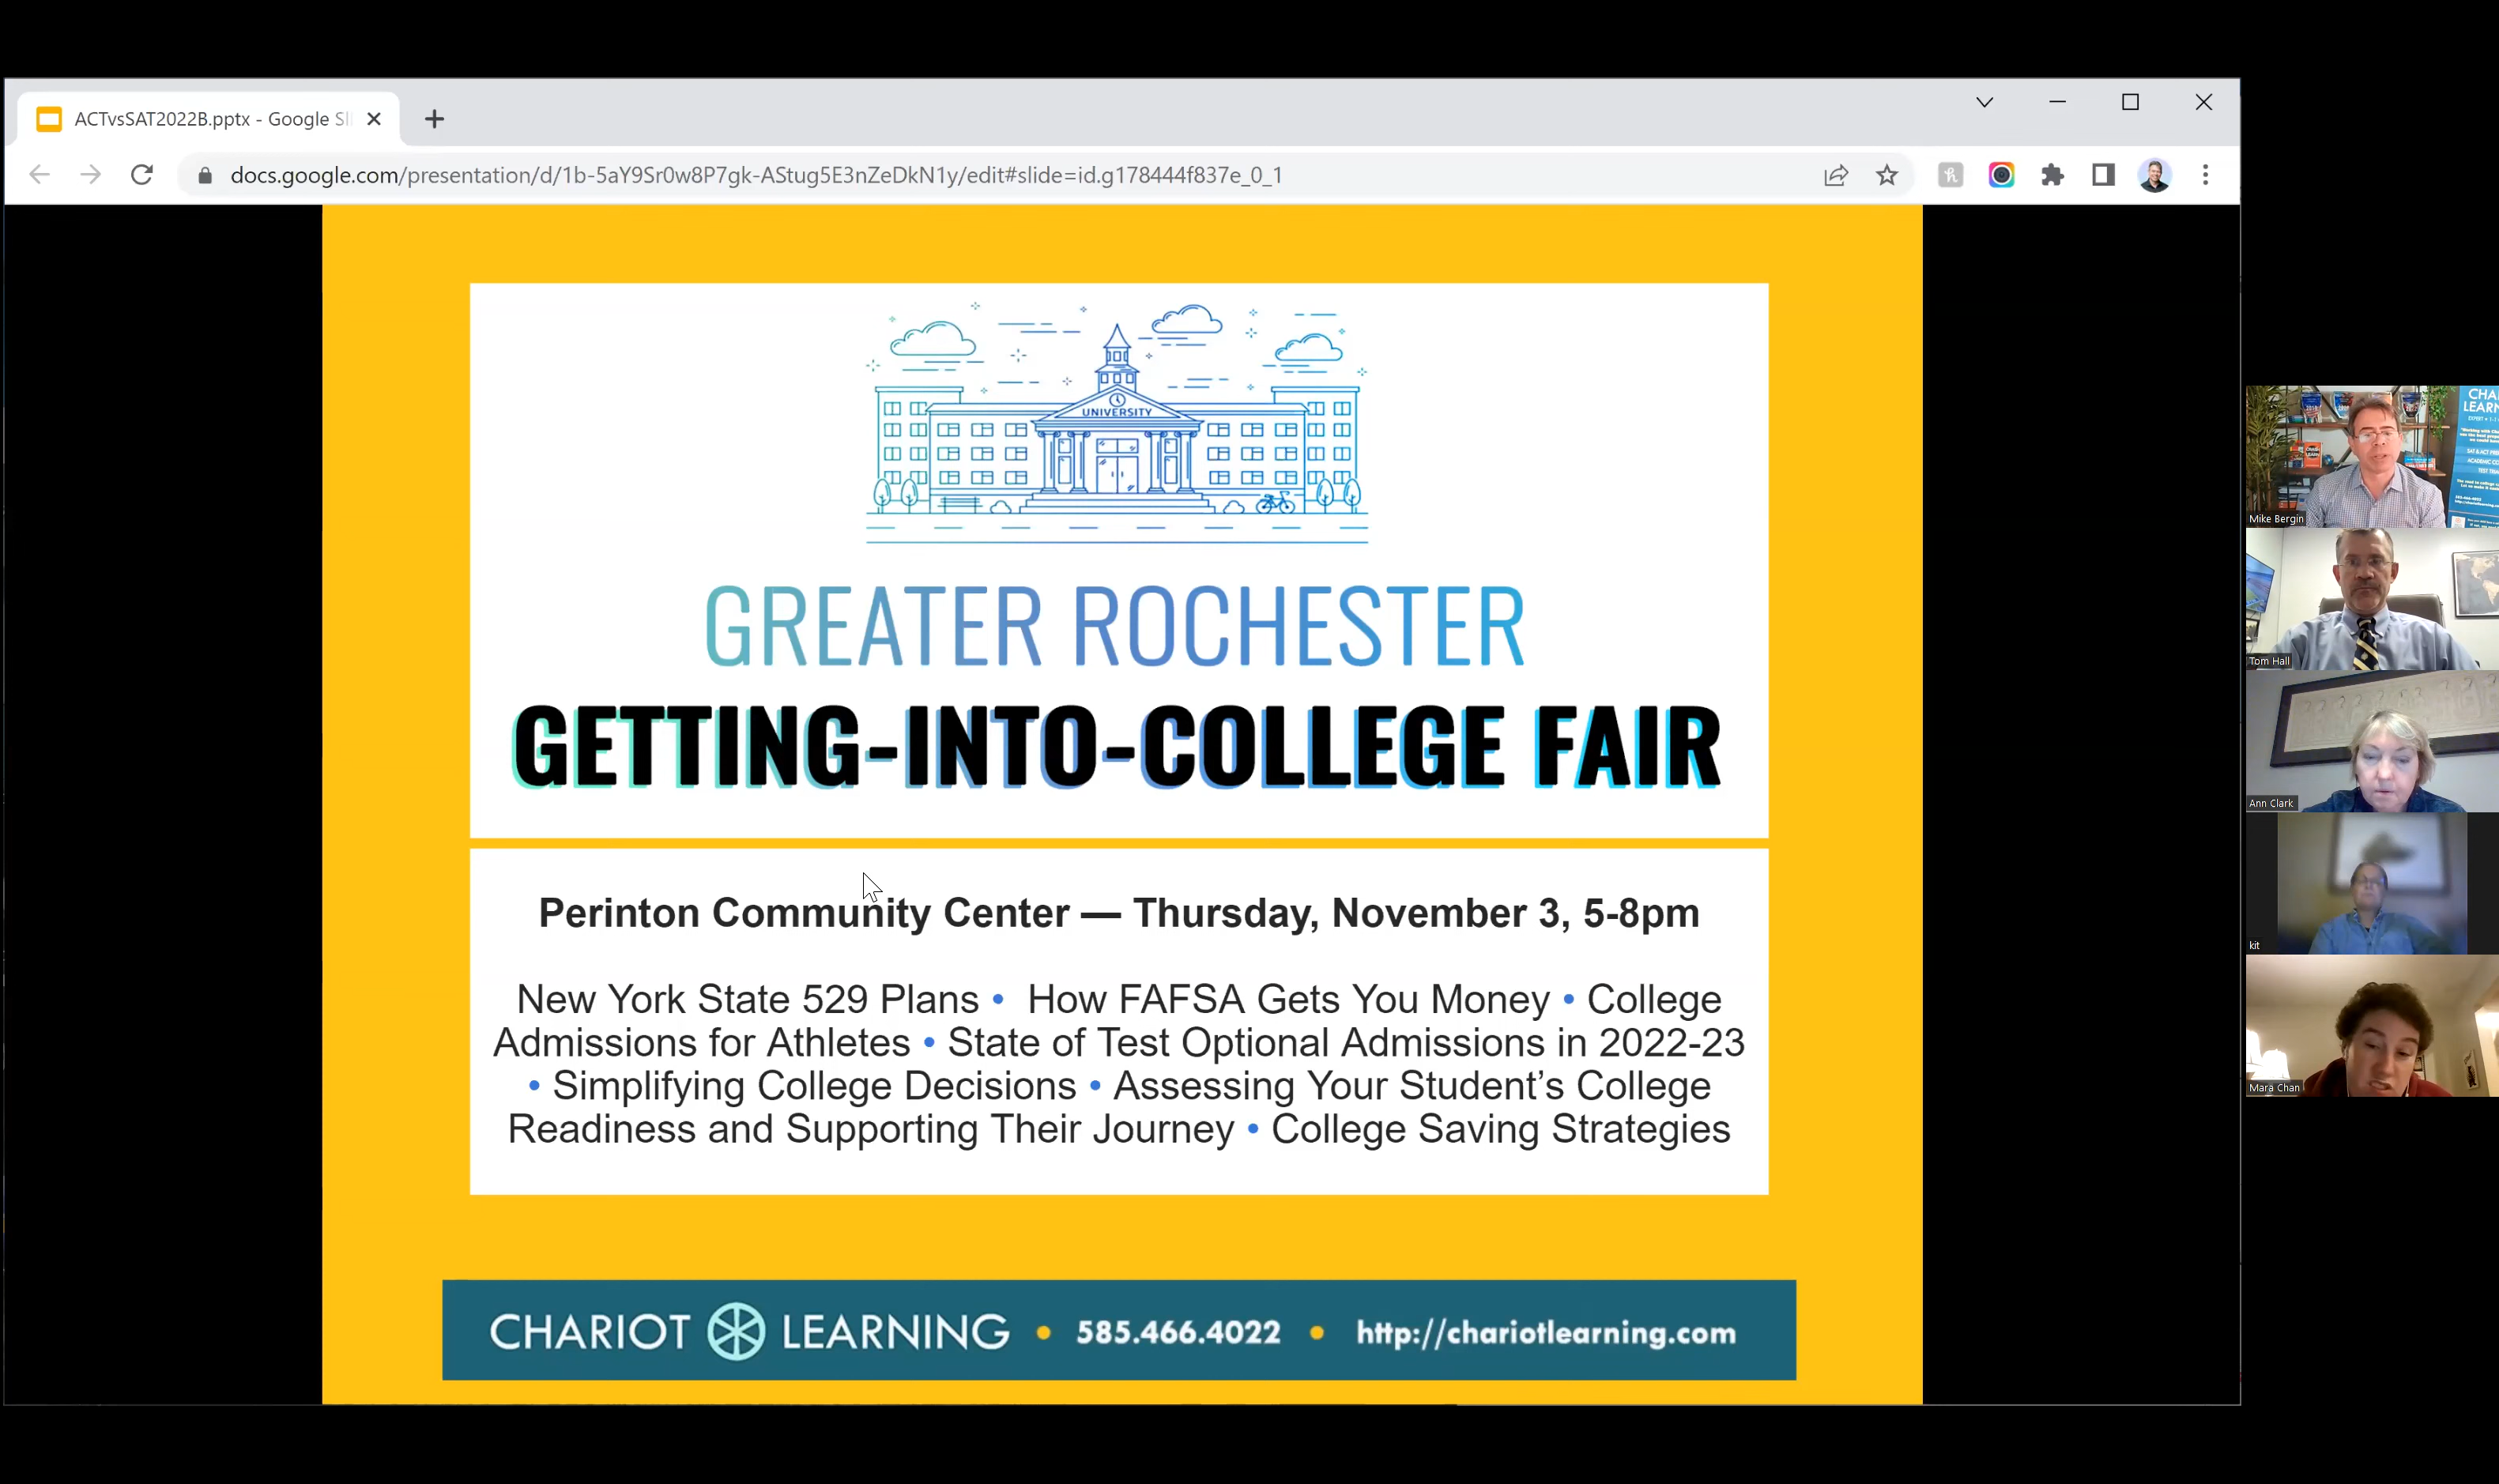 ACTvsSAT2022B.pptx - Google Sli
docs.google.com/presentation/d/1b-5aY9Sr0w8P7gk-AStug5E3nZeDkN1y/edit#slide=id.g178444f837e_0_1
UNIVERSITY
GREATER ROCHESTER
GETTING-INTO-COLLEGE FAIR
Perinton Community Center — Thursday, November 3, 5-8pm
New York State 529 Plans • How FAFSA Gets You Money • College
Admissions for Athletes • State of Test Optional Admissions in 2022-23
• Simplifying College Decisions • Assessing Your Student’s College
Readiness and Supporting Their Journey • College Saving Strategies
CHARIOT LEARNING • 585.466.4022 • http://chariotlearning.com
CHA
LEARN
Mike Bergin
Tom Hall
Ann Clark
kit
Mara Chan